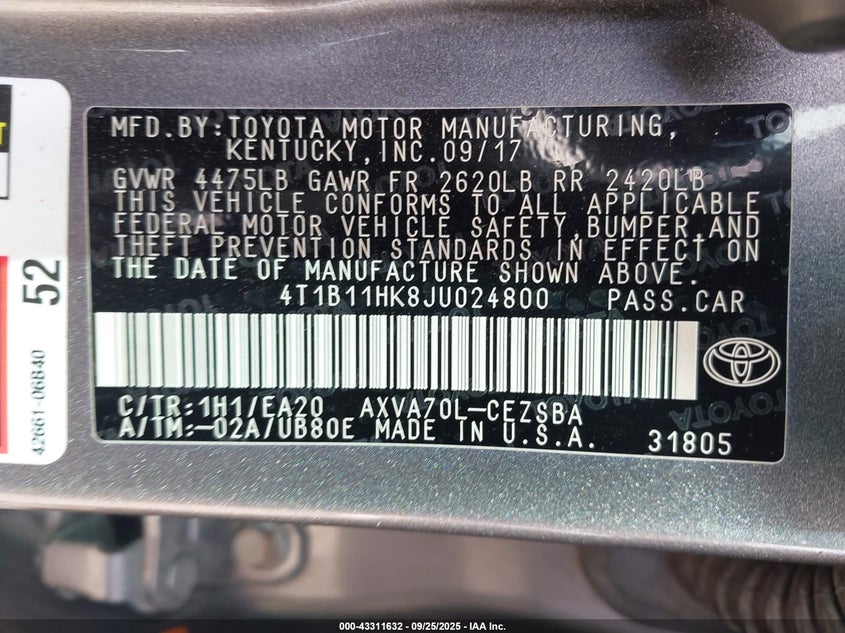 MFD.BY:TOYOTA MOTOR MANUFACTURING,
KENTUCKY,INC.09/17
GVWR 4475LB GAWR FR 2620LB RR 2420LB
THIS VEHICLE CONFORMS TO ALL APPLICABLE
FEDERAL MOTOR VEHICLE SAFETY,BUMPER,AND
THEFT PREVENTION STANDARDS IN EFFECT ON
THE DATE OF MANUFACTURE SHOWN ABOVE.
4T1B11HK8JU024800 PASS.CAR
C/TR:1H1/EA20 AXVA70L-CEZSBA
A/TM:-02A/UB80E MADE IN U.S.A. 31805
52
42661-06B40
000-43311632 - 09/25/2025 - IAA Inc.